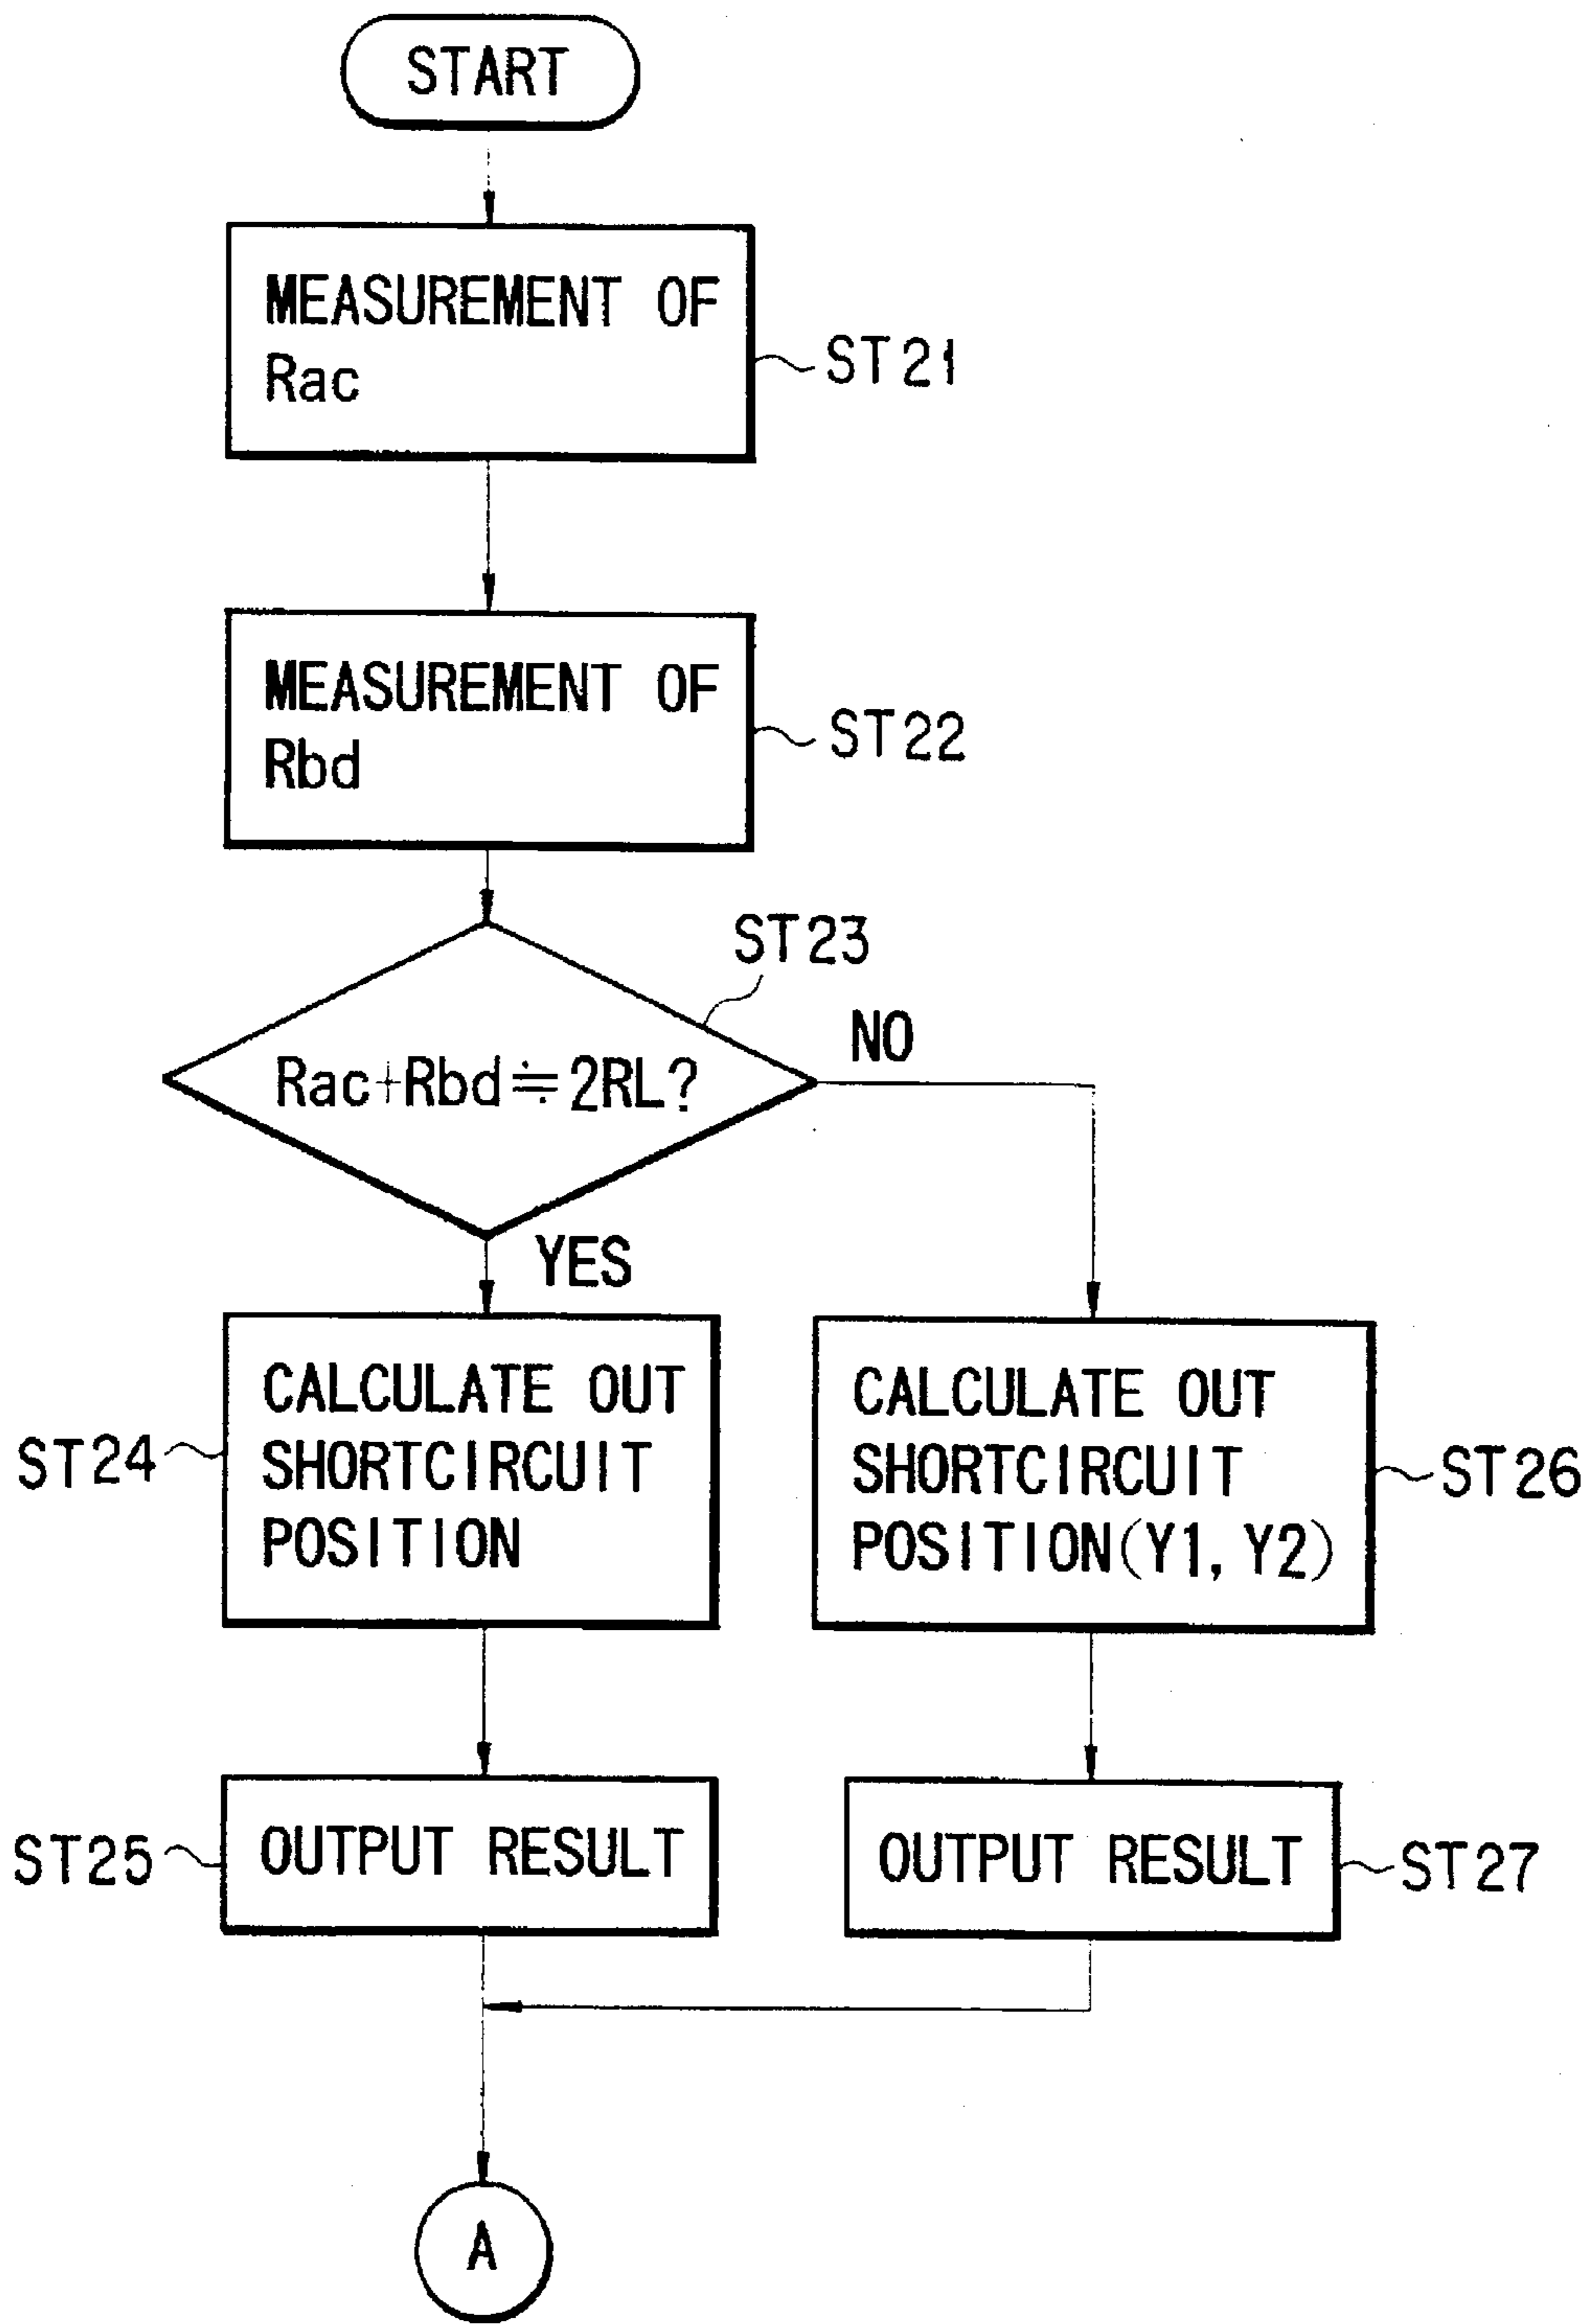 START
MEASUREMENT OF
Rac
ST21
MEASUREMENT OF
Rbd
ST22
ST23
Rac+Rbd≒2RL?
NO
YES
CALCULATE OUT
SHORTCIRCUIT
POSITION
ST24
CALCULATE OUT
SHORTCIRCUIT
POSITION(Y1, Y2)
ST26
OUTPUT RESULT
ST25
OUTPUT RESULT
ST27
A